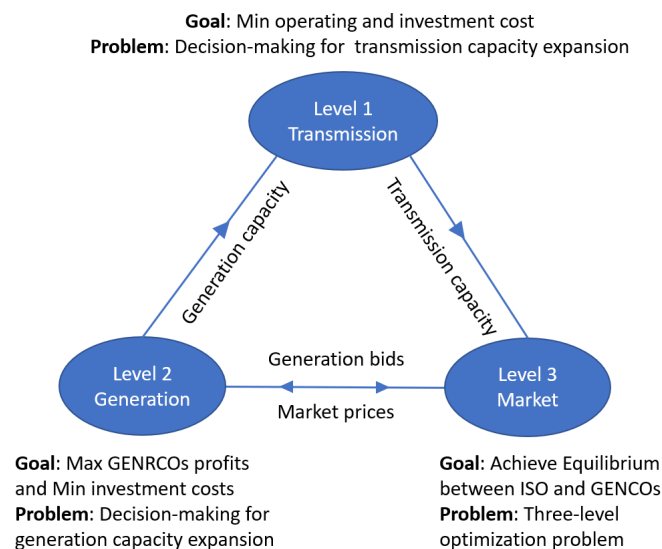 Goal: Min operating and investment cost
Problem: Decision-making for transmission capacity expansion
Level 1
Transmission
Generation capacity
Transmission capacity
Generation bids
Market prices
Level 2
Generation
Level 3
Market
Goal: Max GENRCOs profits
and Min investment costs
Problem: Decision-making for
generation capacity expansion
Goal: Achieve Equilibrium
between ISO and GENCOs
Problem: Three-level
optimization problem